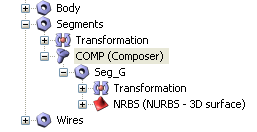 Body
Segments
Transformation
COMP (Composer)
Seg_G
Transformation
NRBS (NURBS - 3D surface)
Wires